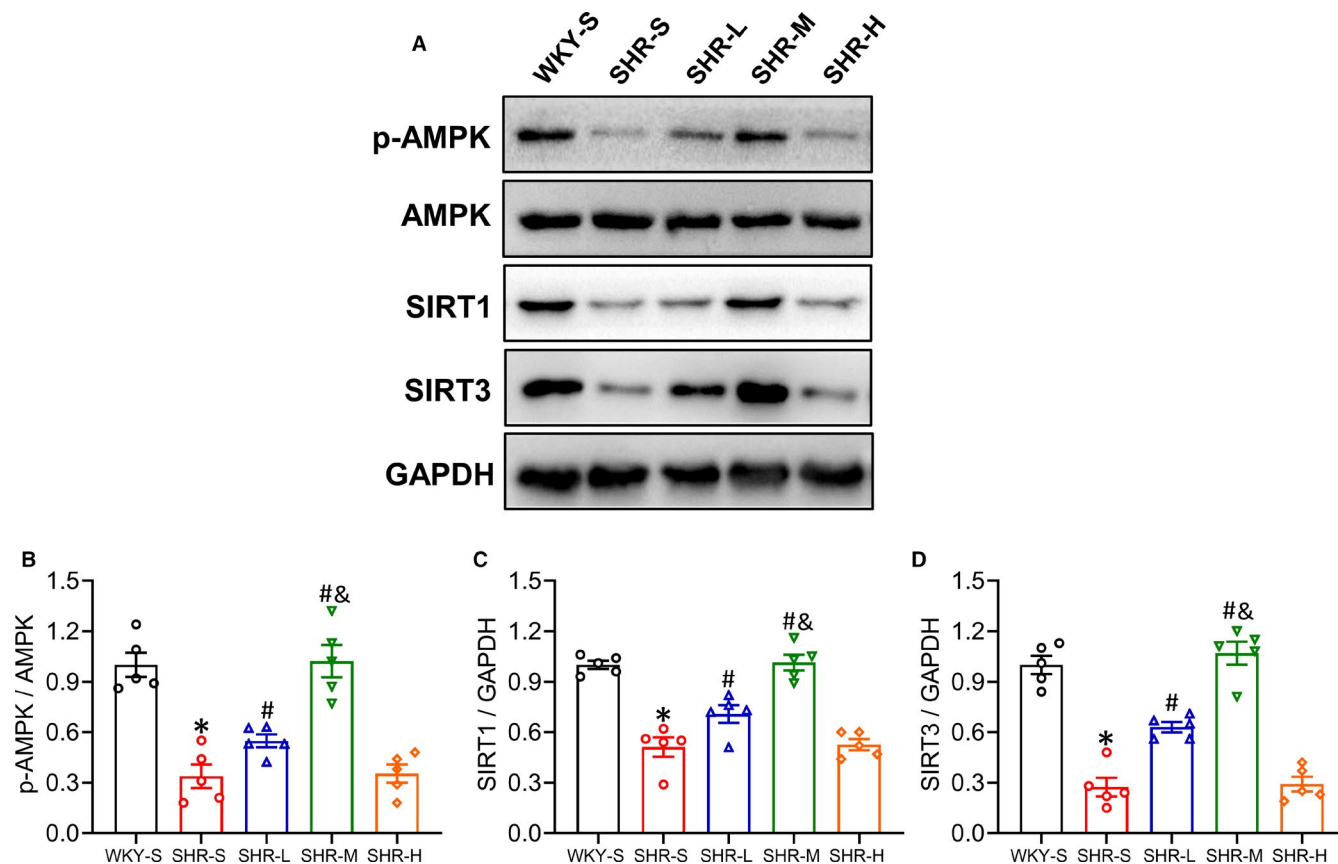 A
WKY-S SHR-S SHR-L SHR-M SHR-H
p-AMPK
AMPK
SIRT1
SIRT3
GAPDH
B
p-AMPK / AMPK
1.5
1.2
0.9
0.6
0.3
0.0
* # #&
WKY-S SHR-S SHR-L SHR-M SHR-H
C
SIRT1 / GAPDH
1.5
1.2
0.9
0.6
0.3
0.0
* # #&
WKY-S SHR-S SHR-L SHR-M SHR-H
D
SIRT3 / GAPDH
1.5
1.2
0.9
0.6
0.3
0.0
* # #&
WKY-S SHR-S SHR-L SHR-M SHR-H